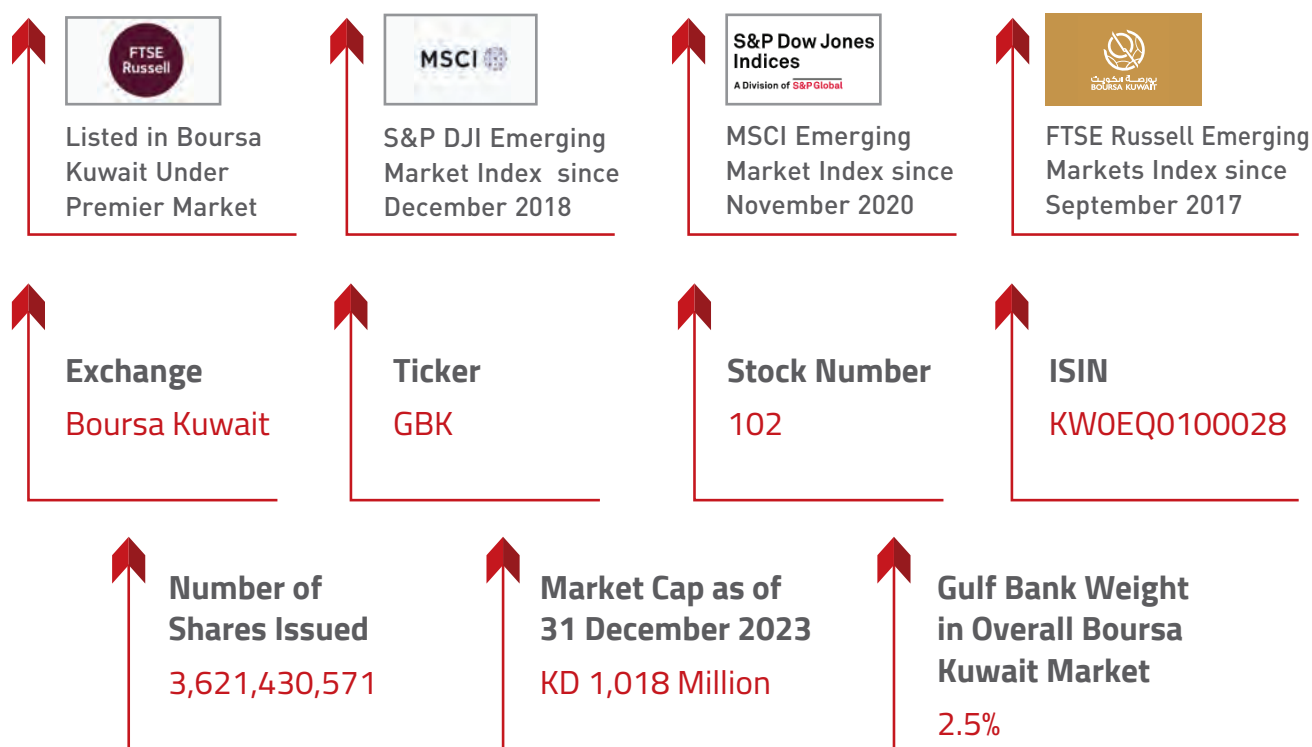 FTSE
Russell
Listed in Boursa
Kuwait Under
Premier Market
MSCI
S&P DJI Emerging
Market Index since
December 2018
S&P Dow Jones
Indices
A Division of S&P Global
MSCI Emerging
Market Index since
November 2020
بورصة الكويت
BOURSA KUWAIT
FTSE Russell Emerging
Markets Index since
September 2017
Exchange
Boursa Kuwait
Ticker
GBK
Stock Number
102
ISIN
KW0EQ0100028
Number of
Shares Issued
3,621,430,571
Market Cap as of
31 December 2023
KD 1,018 Million
Gulf Bank Weight
in Overall Boursa
Kuwait Market
2.5%